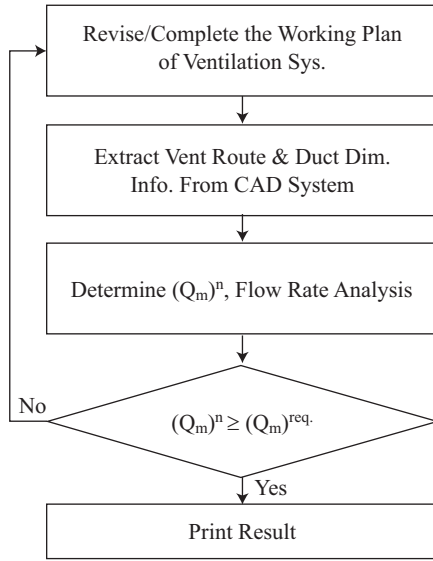 Revise/Complete the Working Plan
of Ventilation Sys.
Extract Vent Route & Duct Dim.
Info. From CAD System
Determine (Qₘ)ⁿ, Flow Rate Analysis
No
(Qₘ)ⁿ ≥ (Qₘ)ʳᵉq.
Yes
Print Result